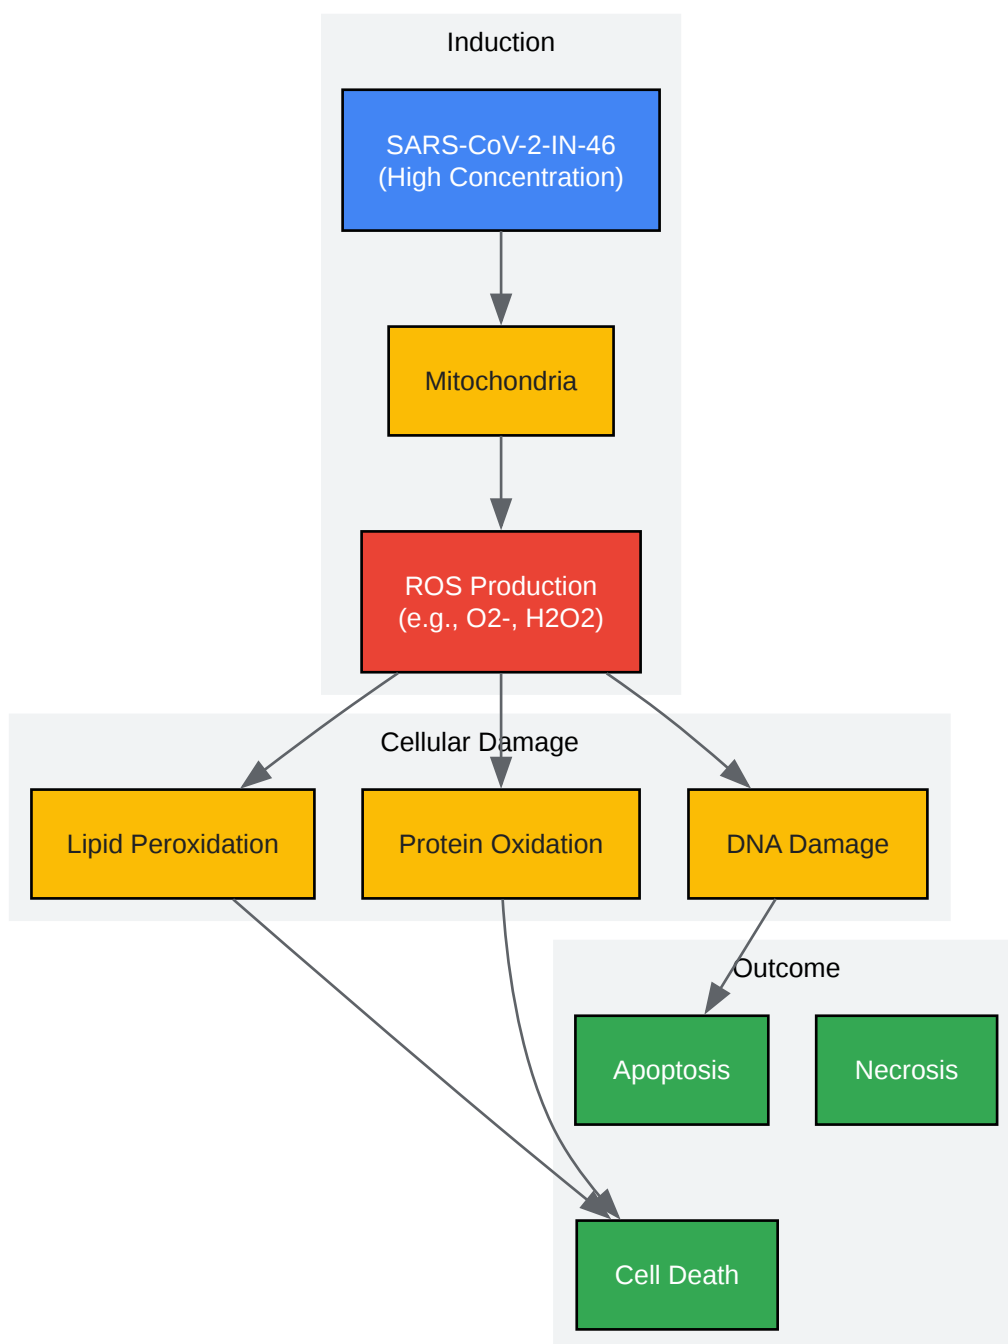 Induction
SARS-CoV-2-IN-46
(High Concentration)
Mitochondria
ROS Production
(e.g., O2-, H2O2)
Cellular Damage
Lipid Peroxidation
Protein Oxidation
DNA Damage
Outcome
Apoptosis
Necrosis
Cell Death